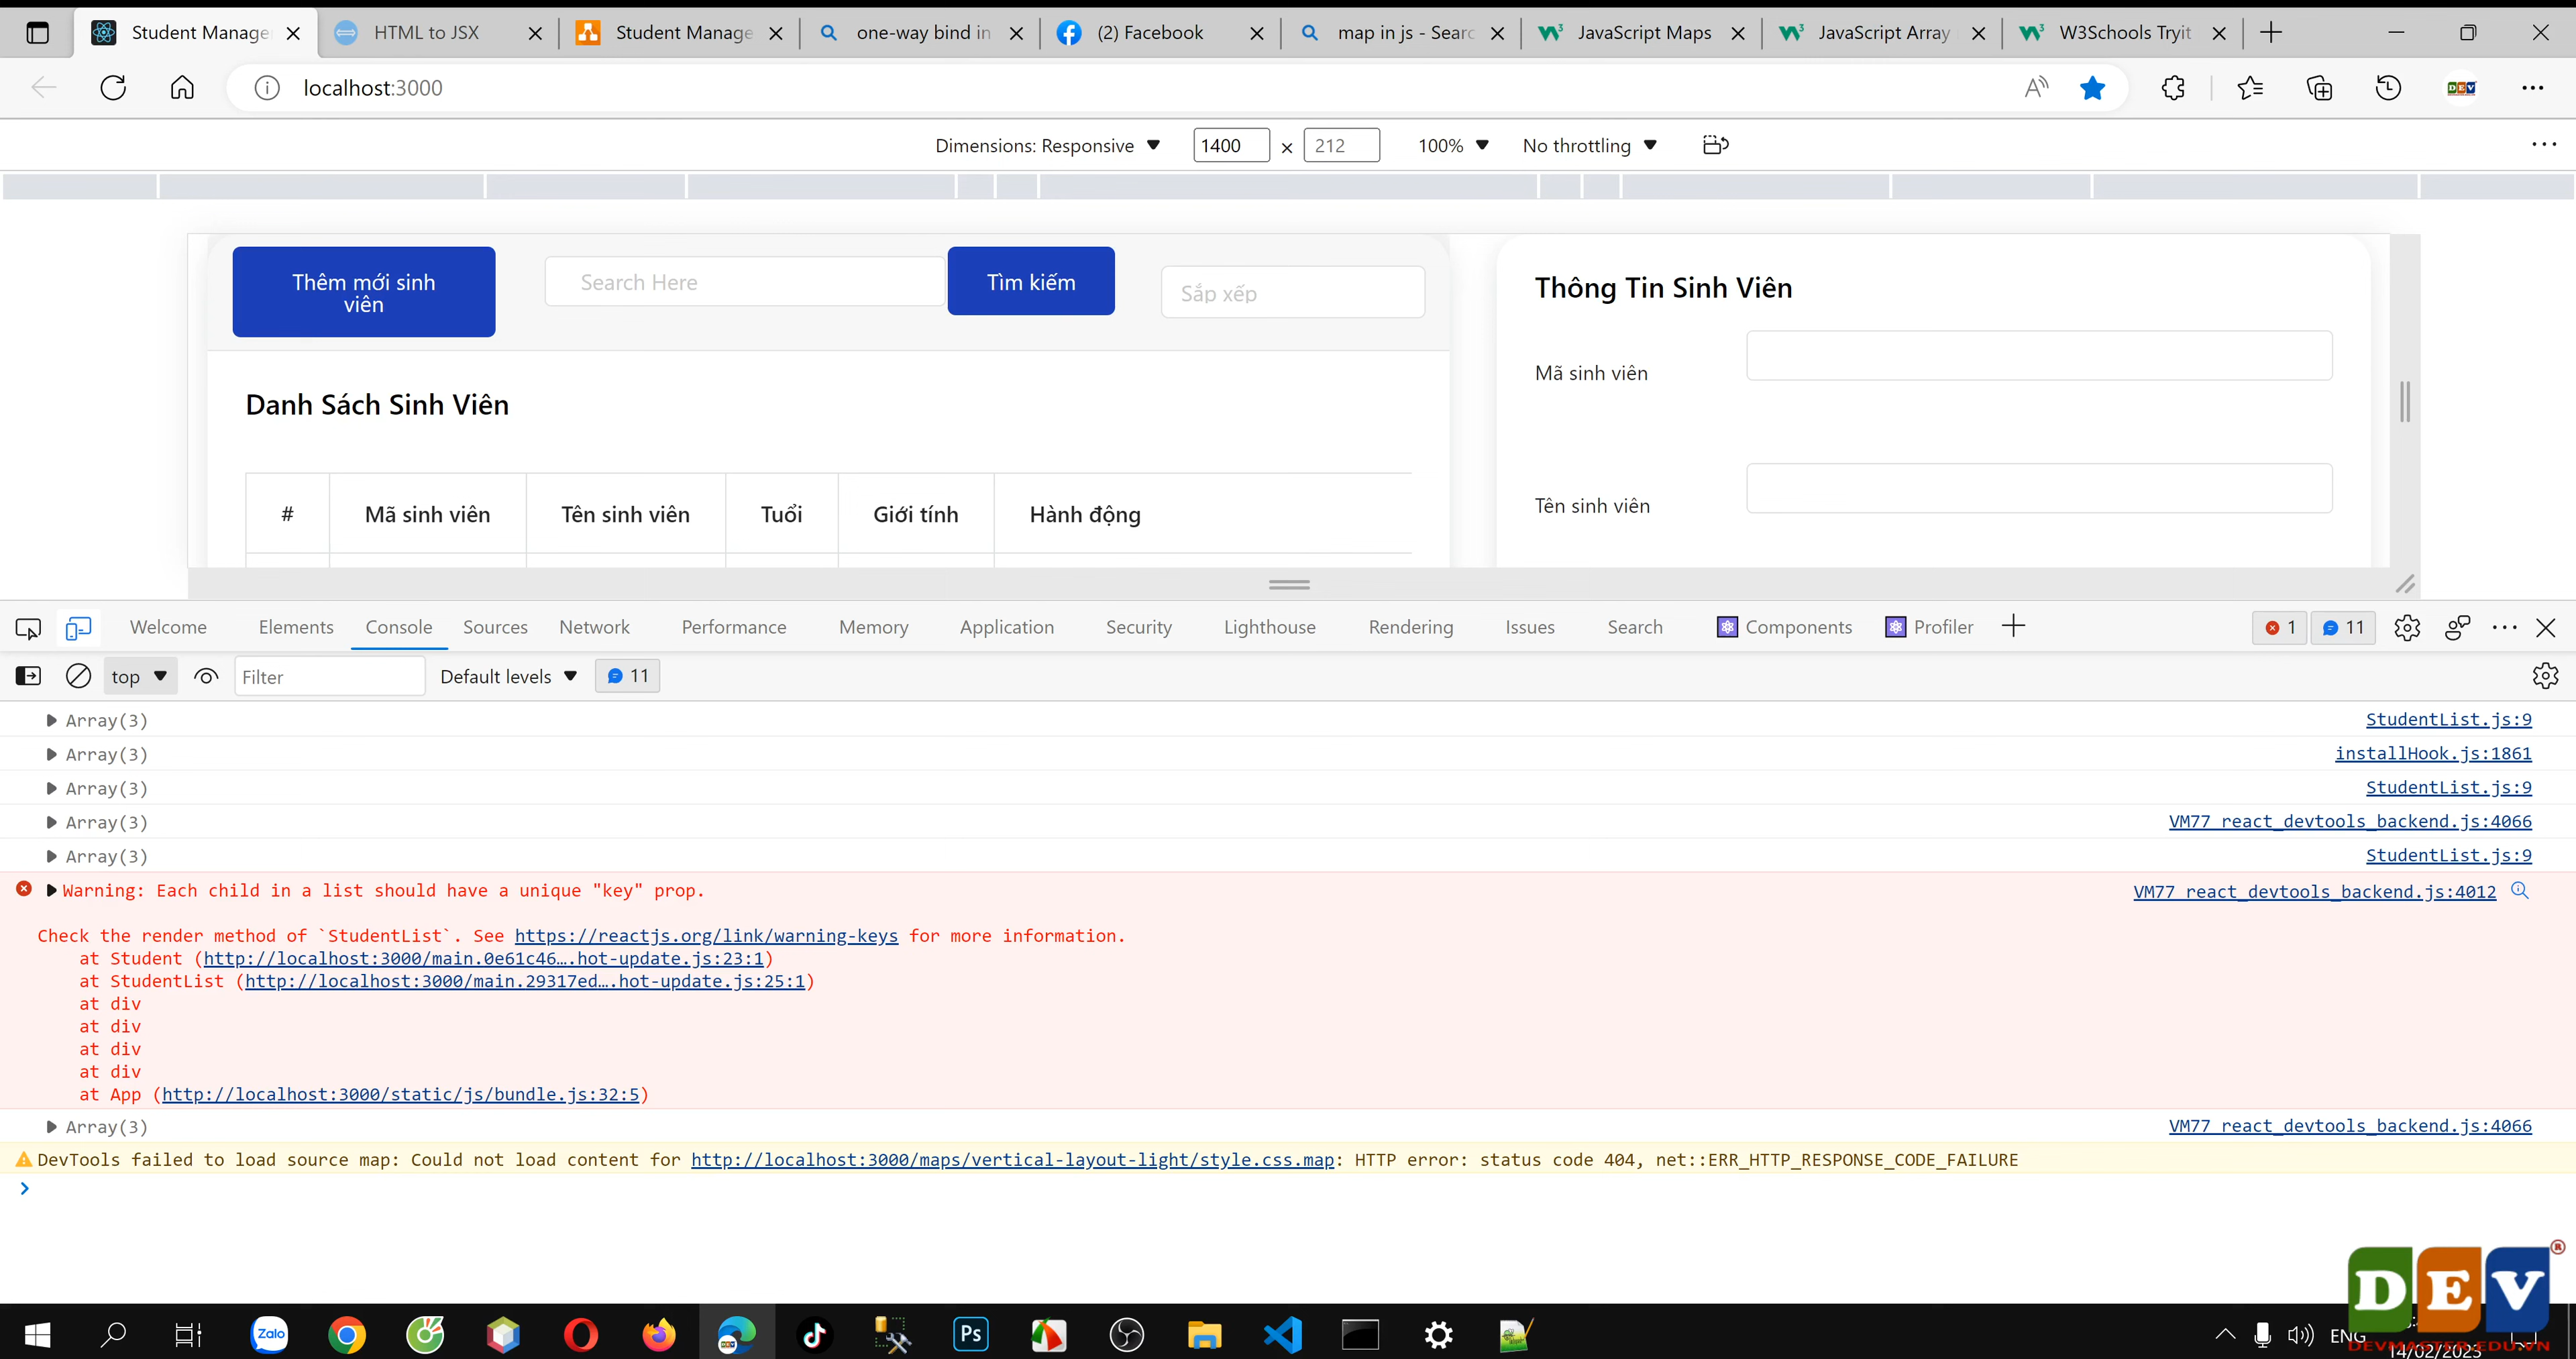 Student Manage
HTML to JSX
Student Manage
one-way bind in
(2) Facebook
map in js - Searc
JavaScript Maps
JavaScript Array
W3Schools Tryit
localhost:3000
DEV
Dimensions: Responsive
1400
×
212
100%
No throttling
Thêm mới sinh
viên
Search Here
Tìm kiếm
Sắp xếp
Thông Tin Sinh Viên
Mã sinh viên
Tên sinh viên
Danh Sách Sinh Viên
#
Mã sinh viên
Tên sinh viên
Tuổi
Giới tính
Hành động
Welcome
Elements
Console
Sources
Network
Performance
Memory
Application
Security
Lighthouse
Rendering
Issues
Search
Components
Profiler
1
11
top
Filter
Default levels
11
Array(3) StudentList.js:9
Array(3) installHook.js:1861
Array(3) StudentList.js:9
Array(3) VM77 react_devtools_backend.js:4066
Array(3) StudentList.js:9
Warning: Each child in a list should have a unique "key" prop. VM77 react_devtools_backend.js:4012
Check the render method of `StudentList`. See https://reactjs.org/link/warning-keys for more information.
at Student (http://localhost:3000/main.0e61c46….hot-update.js:23:1)
at StudentList (http://localhost:3000/main.29317ed….hot-update.js:25:1)
at div
at div
at div
at div
at App (http://localhost:3000/static/js/bundle.js:32:5)
Array(3) VM77 react_devtools_backend.js:4066
DevTools failed to load source map: Could not load content for http://localhost:3000/maps/vertical-layout-light/style.css.map: HTTP error: status code 404, net::ERR_HTTP_RESPONSE_CODE_FAILURE
DEV
®
DEVMASTER.EDU.VN
Zalo
Ps
ENG
14/02/2023